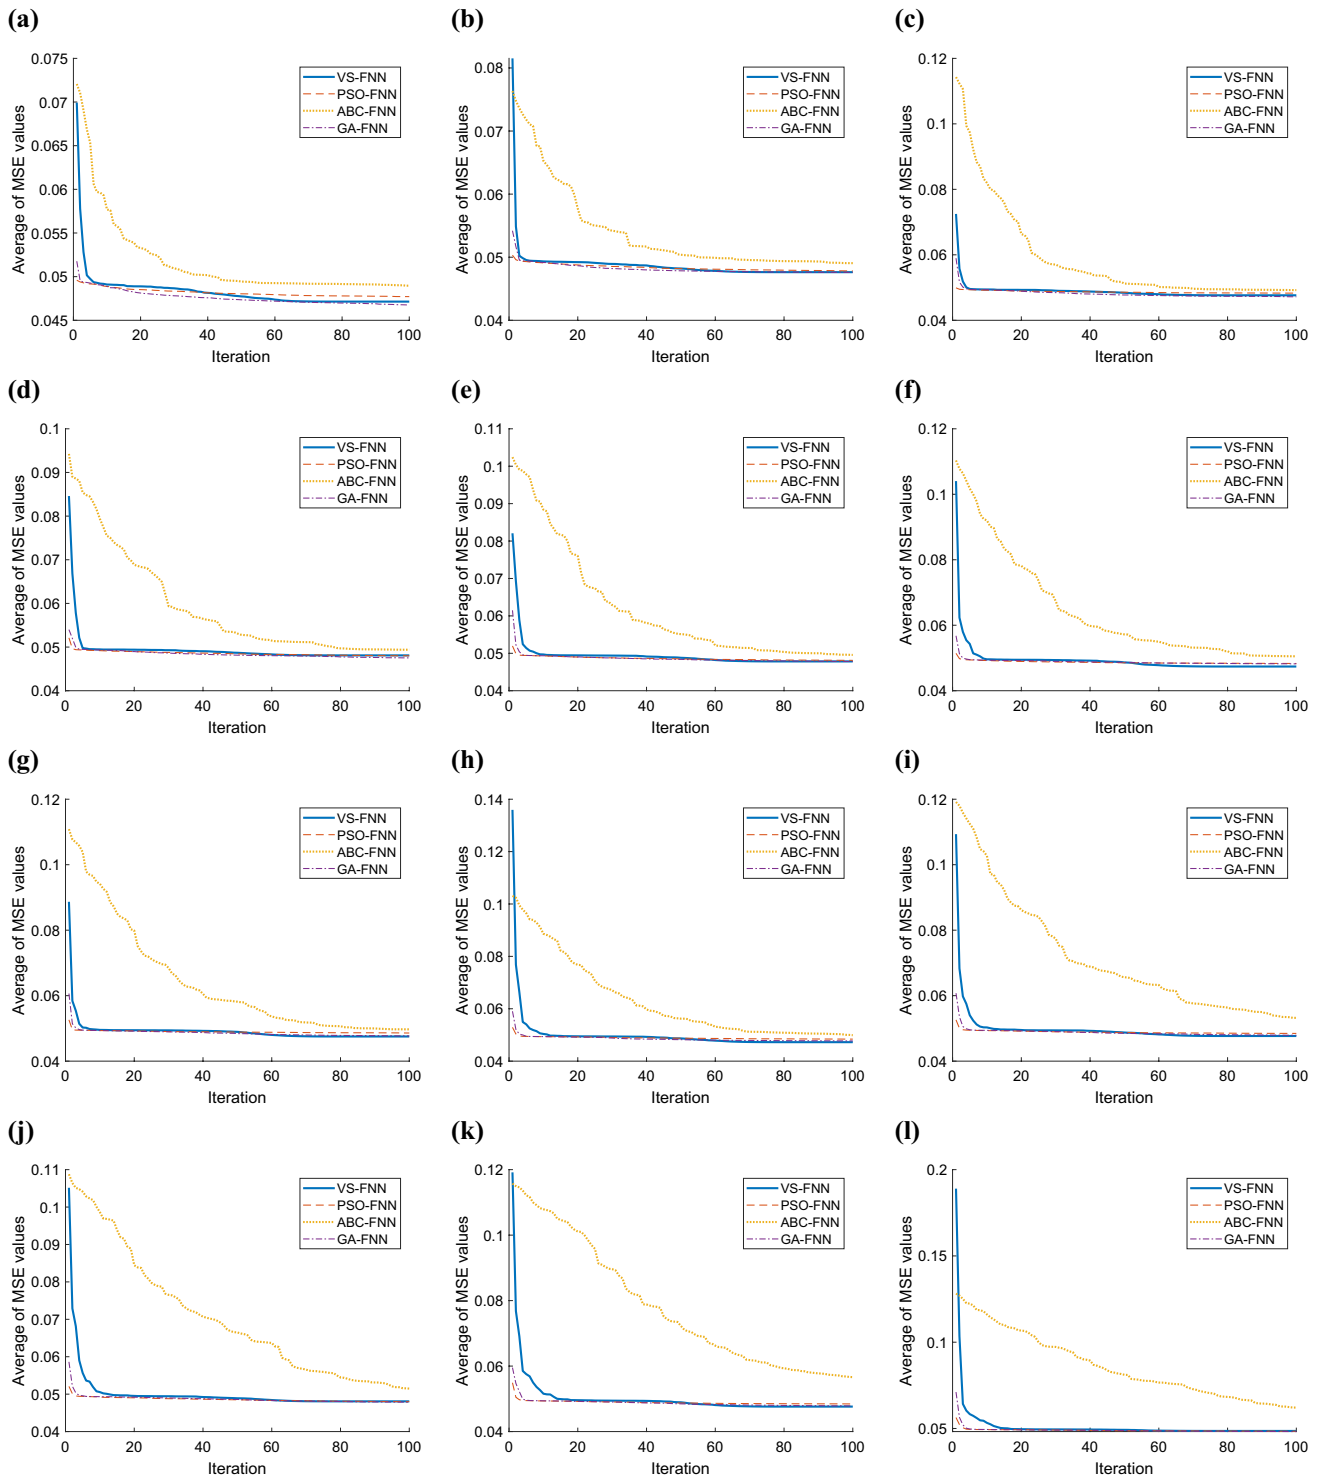 (a)
Average of MSE values
0.075
0.07
0.065
0.06
0.055
0.05
0.045
0 20 40 60 80 100
Iteration
VS-FNN
PSO-FNN
ABC-FNN
GA-FNN
(b)
Average of MSE values
0.08
0.07
0.06
0.05
0.04
0 20 40 60 80 100
Iteration
VS-FNN
PSO-FNN
ABC-FNN
GA-FNN
(c)
Average of MSE values
0.12
0.1
0.08
0.06
0.04
0 20 40 60 80 100
Iteration
VS-FNN
PSO-FNN
ABC-FNN
GA-FNN
(d)
Average of MSE values
0.1
0.09
0.08
0.07
0.06
0.05
0.04
0 20 40 60 80 100
Iteration
VS-FNN
PSO-FNN
ABC-FNN
GA-FNN
(e)
Average of MSE values
0.11
0.1
0.09
0.08
0.07
0.06
0.05
0.04
0 20 40 60 80 100
Iteration
VS-FNN
PSO-FNN
ABC-FNN
GA-FNN
(f)
Average of MSE values
0.12
0.1
0.08
0.06
0.04
0 20 40 60 80 100
Iteration
VS-FNN
PSO-FNN
ABC-FNN
GA-FNN
(g)
Average of MSE values
0.12
0.1
0.08
0.06
0.04
0 20 40 60 80 100
Iteration
VS-FNN
PSO-FNN
ABC-FNN
GA-FNN
(h)
Average of MSE values
0.14
0.12
0.1
0.08
0.06
0.04
0 20 40 60 80 100
Iteration
VS-FNN
PSO-FNN
ABC-FNN
GA-FNN
(i)
Average of MSE values
0.12
0.1
0.08
0.06
0.04
0 20 40 60 80 100
Iteration
VS-FNN
PSO-FNN
ABC-FNN
GA-FNN
(j)
Average of MSE values
0.11
0.1
0.09
0.08
0.07
0.06
0.05
0.04
0 20 40 60 80 100
Iteration
VS-FNN
PSO-FNN
ABC-FNN
GA-FNN
(k)
Average of MSE values
0.12
0.1
0.08
0.06
0.04
0 20 40 60 80 100
Iteration
VS-FNN
PSO-FNN
ABC-FNN
GA-FNN
(l)
Average of MSE values
0.2
0.15
0.1
0.05
0 20 40 60 80 100
Iteration
VS-FNN
PSO-FNN
ABC-FNN
GA-FNN